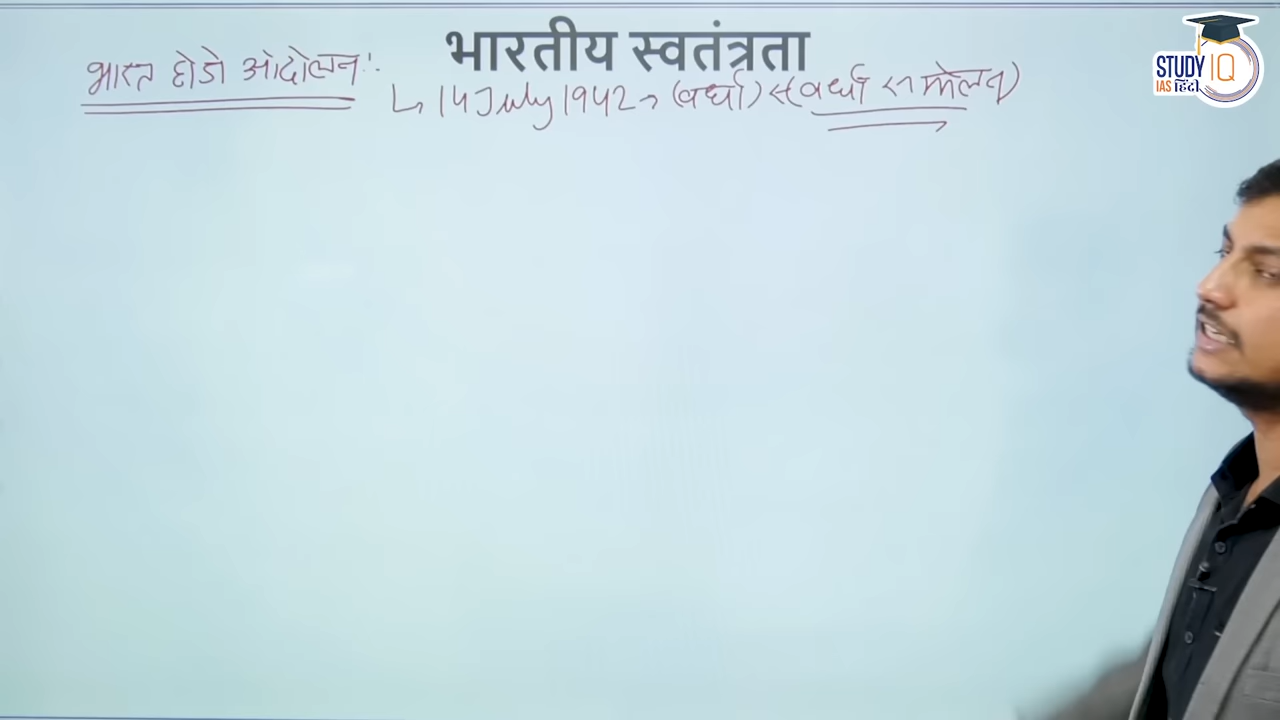 भारतीय स्वतंत्रता
भारत छोडो आंदोलन :
↳ 14 July 1942 → (वर्धा) (वर्धा सम्मेलन)
STUDY IQ
IAS हिंदी